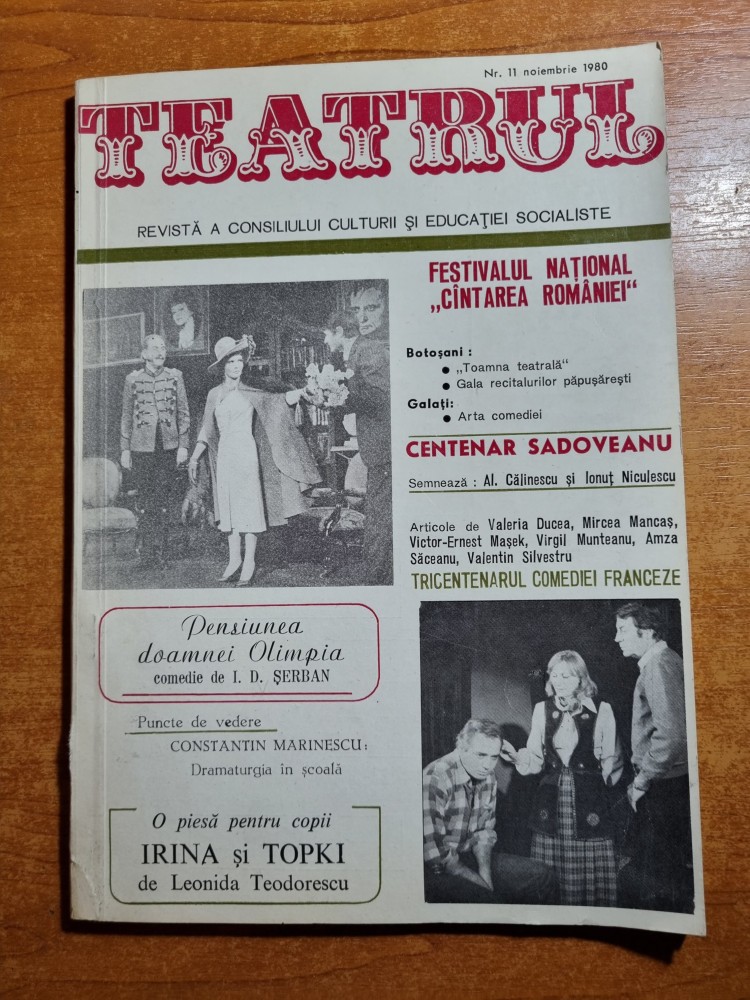 Nr. 11 noiembrie 1980
TEATRUL
REVISTĂ A CONSILIULUI CULTURII ȘI EDUCAȚIEI SOCIALISTE
FESTIVALUL NAȚIONAL
„CÎNTAREA ROMÂNIEI“
Botoșani :
● „Toamna teatrală“
● Gala recitalurilor păpușărești
Galați:
● Arta comediei
CENTENAR SADOVEANU
Semnează : Al. Călinescu și Ionuț Niculescu
Articole de Valeria Ducea, Mircea Mancaș,
Victor-Ernest Mașek, Virgil Munteanu, Amza
Săceanu, Valentin Silvestru
TRICENTENARUL COMEDIEI FRANCEZE
Pensiunea
doamnei Olimpia
comedie de I. D. ȘERBAN
Puncte de vedere
CONSTANTIN MARINESCU:
Dramaturgia în școală
O piesă pentru copii
IRINA și TOPKI
de Leonida Teodorescu